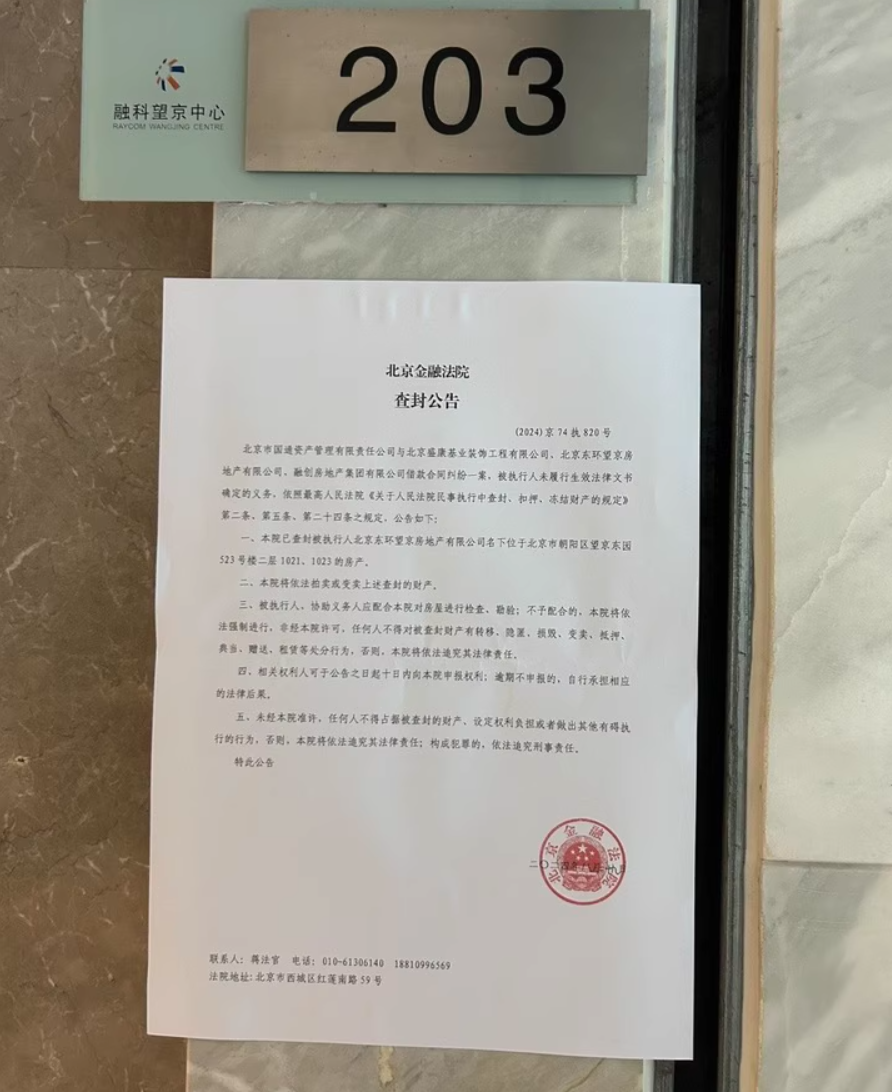 融科望京中心
RAYCOM WANGJING CENTRE
203
北京金融法院
查封公告
(2024)京 74 执 820 号
北京市国通资产管理有限责任公司与北京盛康基业装饰工程有限公司、北京东环望京房
地产有限公司、融创房地产集团有限公司借款合同纠纷一案，被执行人未履行生效法律文书
确定的义务，依照最高人民法院《关于人民法院民事执行中查封、扣押、冻结财产的规定》
第二条、第五条、第二十四条之规定，公告如下：
一、本院已查封被执行人北京东环望京房地产有限公司名下位于北京市朝阳区望京东园
523 号楼二层 1021、1023 的房产。
二、本院将依法拍卖或变卖上述查封的财产。
三、被执行人、协助义务人应配合本院对房屋进行检查、勘验；不予配合的，本院将依
法强制进行，非经本院许可，任何人不得对被查封财产有转移、隐匿、损毁、变卖、抵押、
典当、赠送、租赁等处分行为，否则，本院将依法追究其法律责任。
四、相关权利人可于公告之日起十日内向本院申报权利；逾期不申报的，自行承担相应
的法律后果。
五、未经本院准许，任何人不得占据被查封的财产、设定权利负担或者做出其他有碍执
行的行为，否则，本院将依法追究其法律责任；构成犯罪的，依法追究刑事责任。
特此公告
北京金融法院
二〇二四年八月
联系人：蒋法官 电话：010-61306140 18810996569
法院地址：北京市西城区红莲南路 59 号